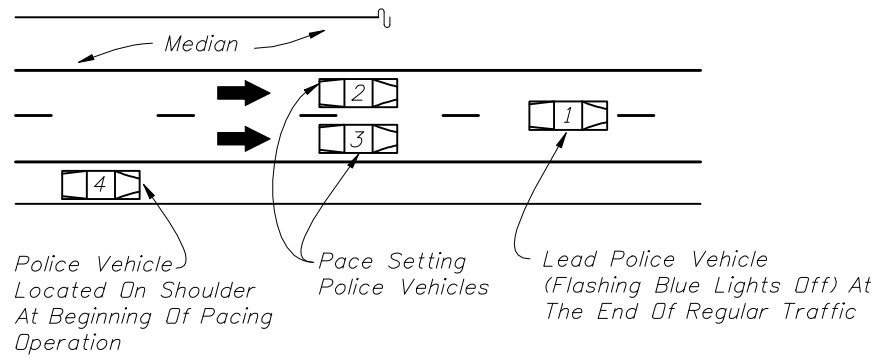 Median
2
1
3
4
Police Vehicle
Located On Shoulder
At Beginning Of Pacing
Operation
Pace Setting
Police Vehicles
Lead Police Vehicle
(Flashing Blue Lights Off) At
The End Of Regular Traffic